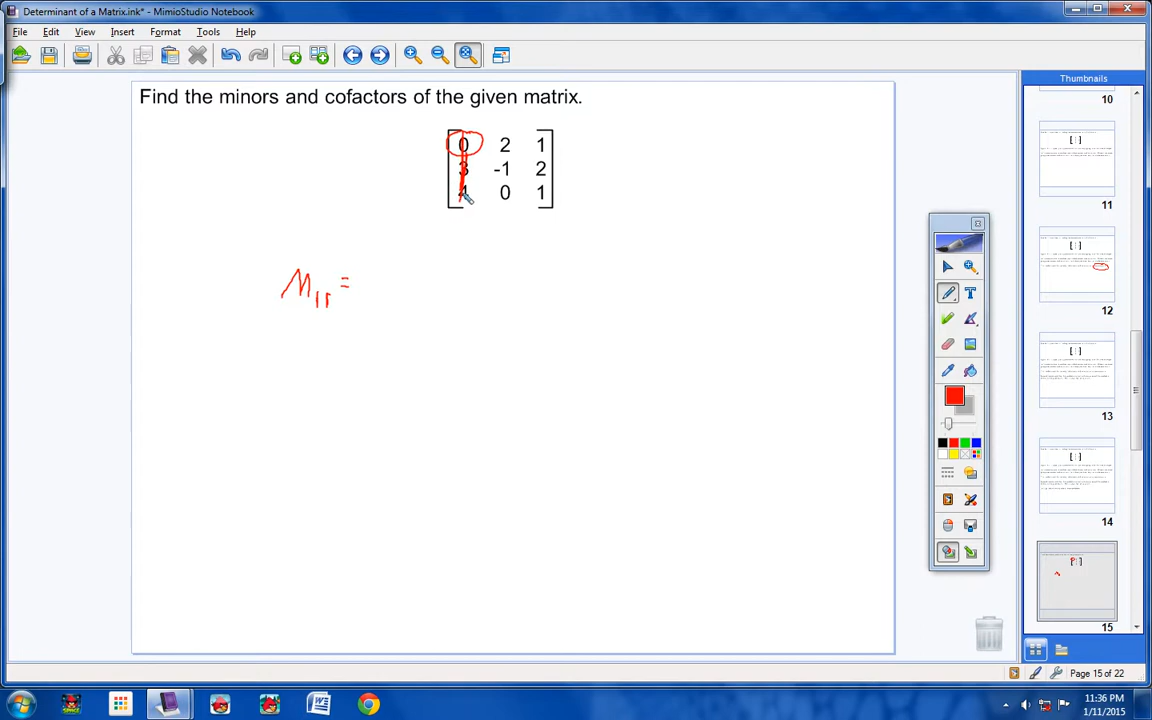 Determinant of a Matrix.ink* - MimioStudio Notebook
File Edit View Insert Format Tools Help
Find the minors and cofactors of the given matrix.
0 2 1
3 -1 2
4 0 1
M11 =
Thumbnails
10
11
12
13
14
15
Page 15 of 22
11:36 PM
1/11/2015